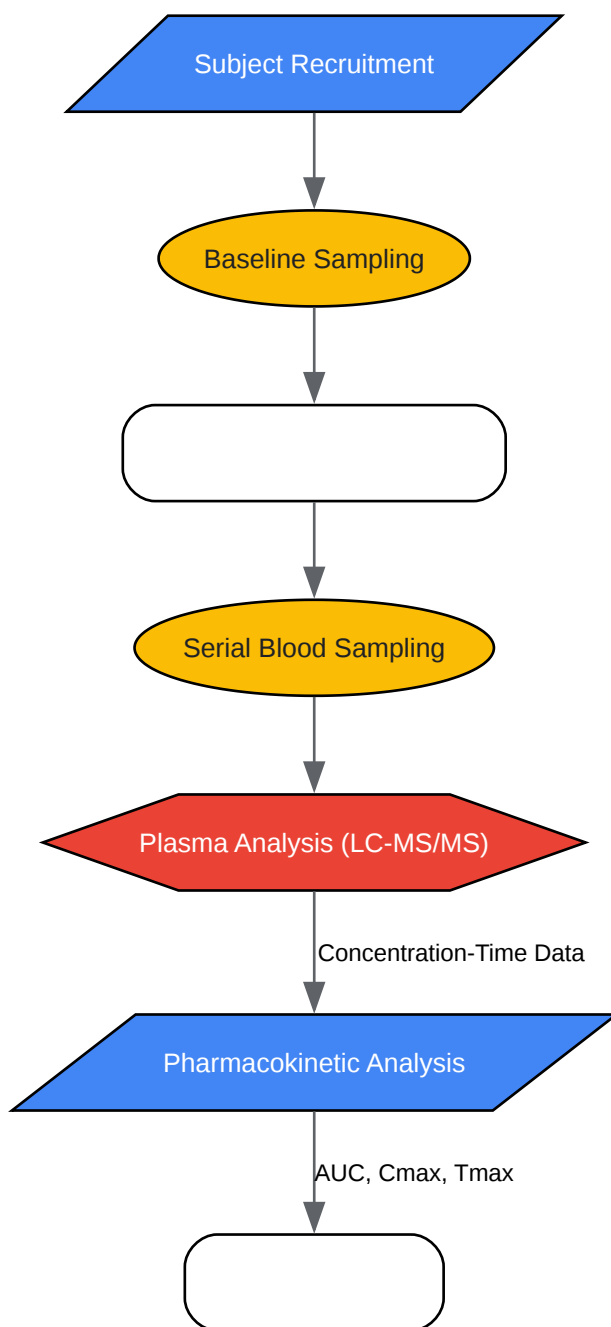 Subject Recruitment
Baseline Sampling
Serial Blood Sampling
Plasma Analysis (LC-MS/MS)
Concentration-Time Data
Pharmacokinetic Analysis
AUC, Cmax, Tmax